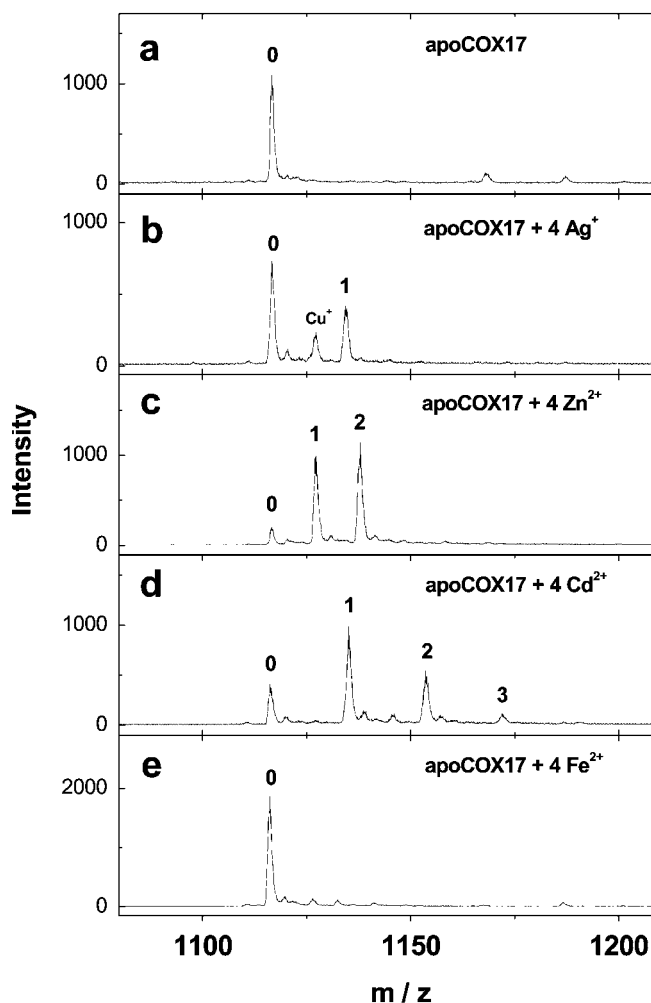 a
apoCOX17
0
1000
0
b
apoCOX17 + 4 Ag⁺
0
Cu⁺
1
1000
0
c
apoCOX17 + 4 Zn²⁺
0
1
2
1000
0
d
apoCOX17 + 4 Cd²⁺
0
1
2
3
1000
0
e
apoCOX17 + 4 Fe²⁺
0
2000
0
Intensity
1100
1150
1200
m / z